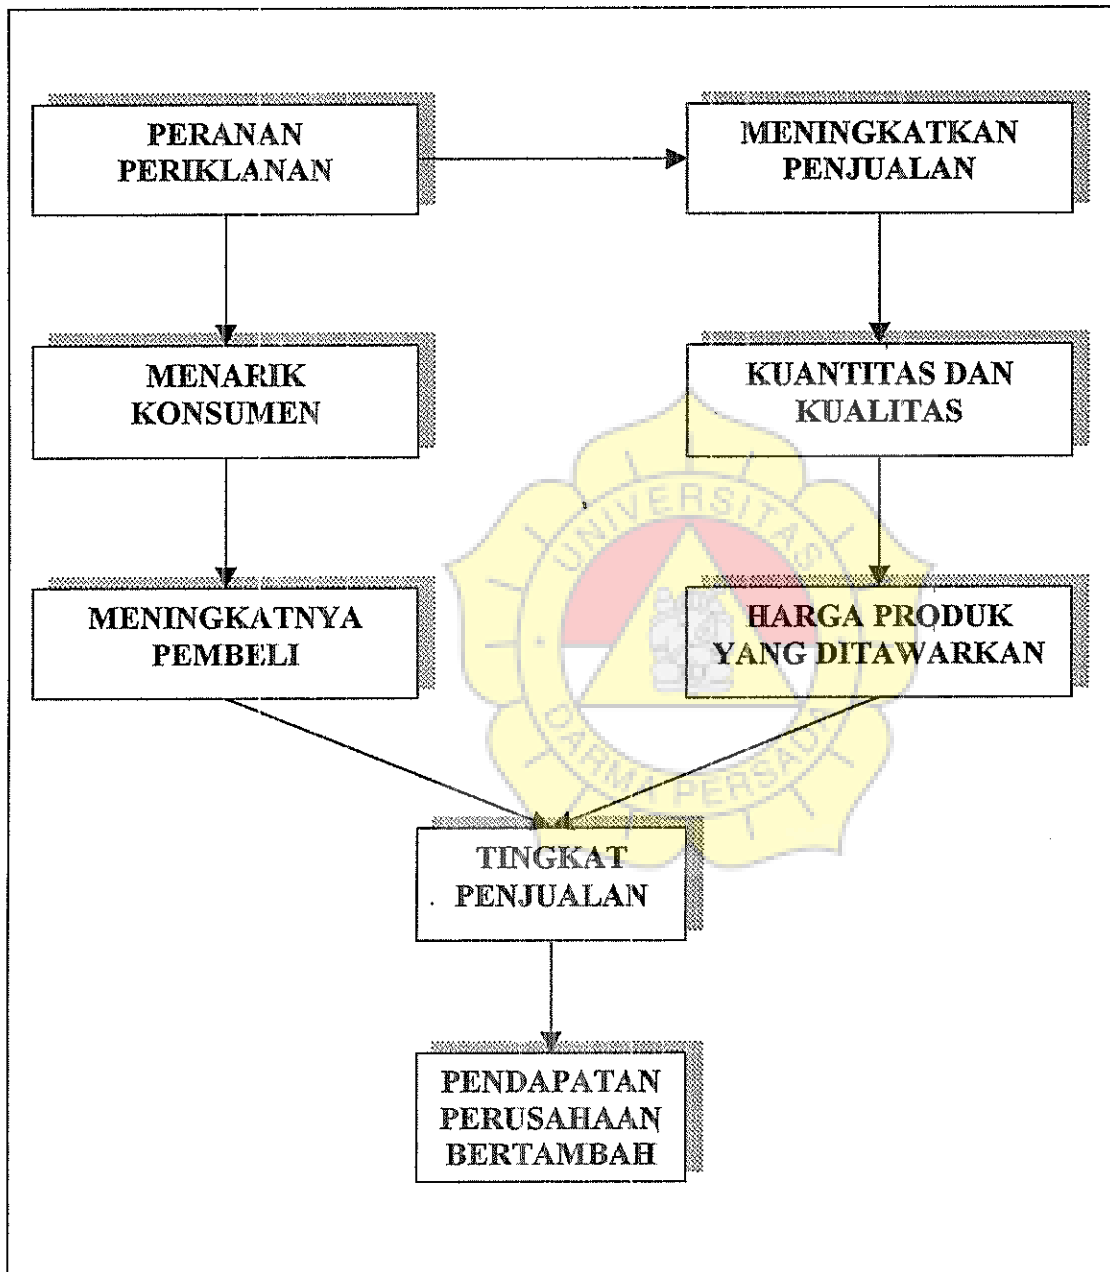 PERANAN
PERIKLANAN
MENINGKATKAN
PENJUALAN
MENARIK
KONSUMEN
KUANTITAS DAN
KUALITAS
MENINGKATNYA
PEMBELI
HARGA PRODUK
YANG DITAWARKAN
TINGKAT
PENJUALAN
PENDAPATAN
PERUSAHAAN
BERTAMBAH
UNIVERSITAS
DARMA PERSADA